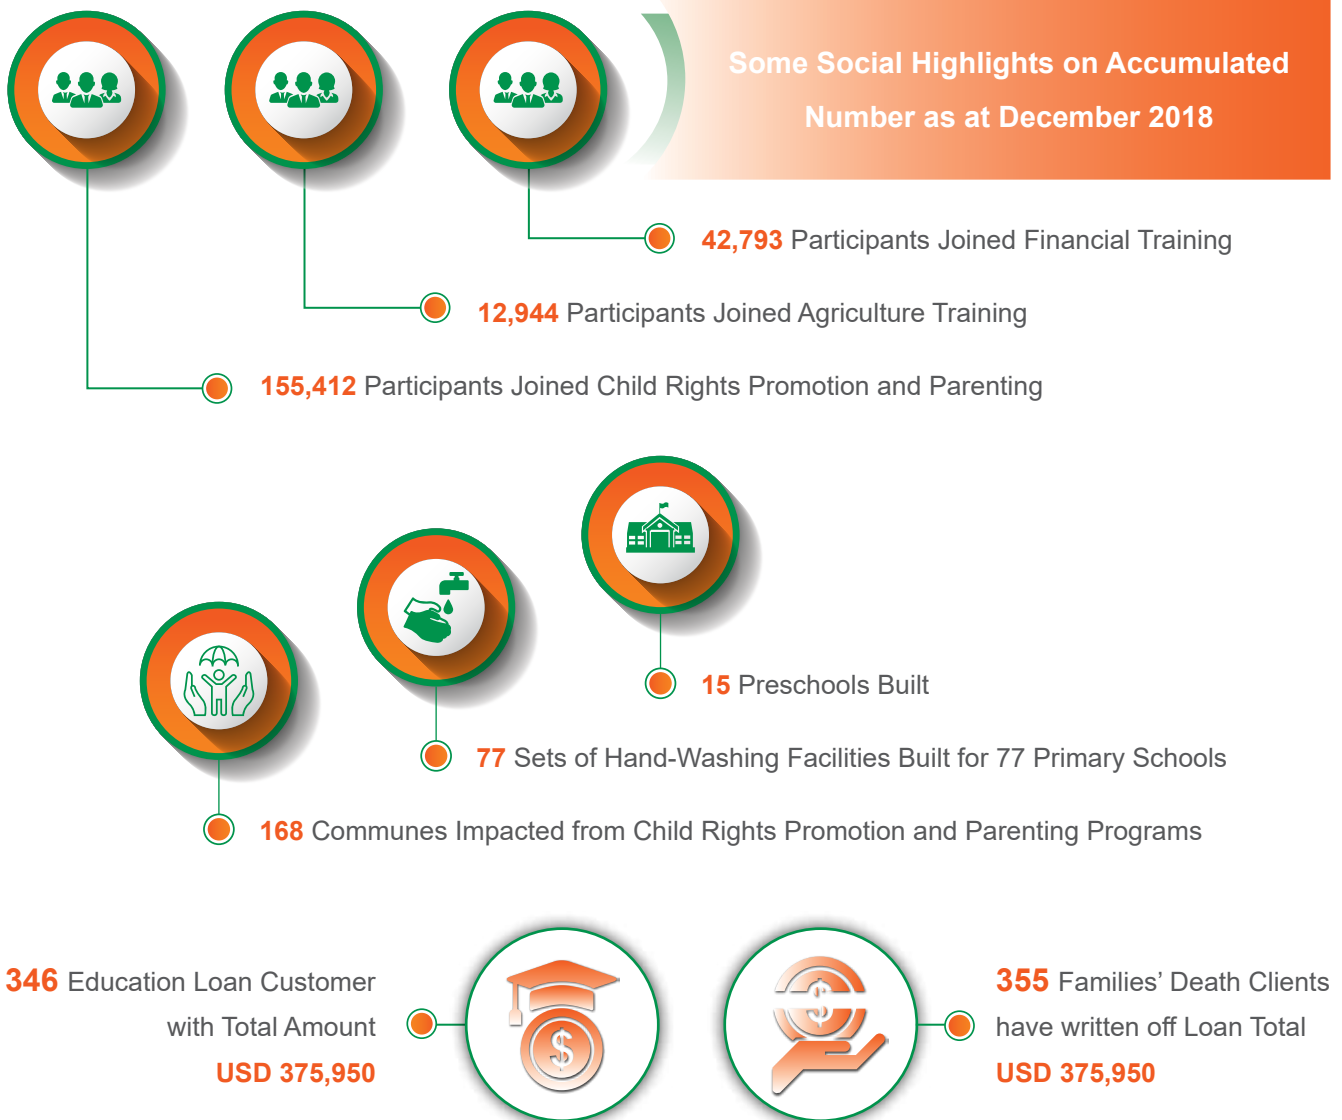 Some Social Highlights on Accumulated
Number as at December 2018
42,793 Participants Joined Financial Training
12,944 Participants Joined Agriculture Training
155,412 Participants Joined Child Rights Promotion and Parenting
15 Preschools Built
77 Sets of Hand-Washing Facilities Built for 77 Primary Schools
168 Communes Impacted from Child Rights Promotion and Parenting Programs
346 Education Loan Customer
with Total Amount
USD 375,950
$
$
355 Families’ Death Clients
have written off Loan Total
USD 375,950